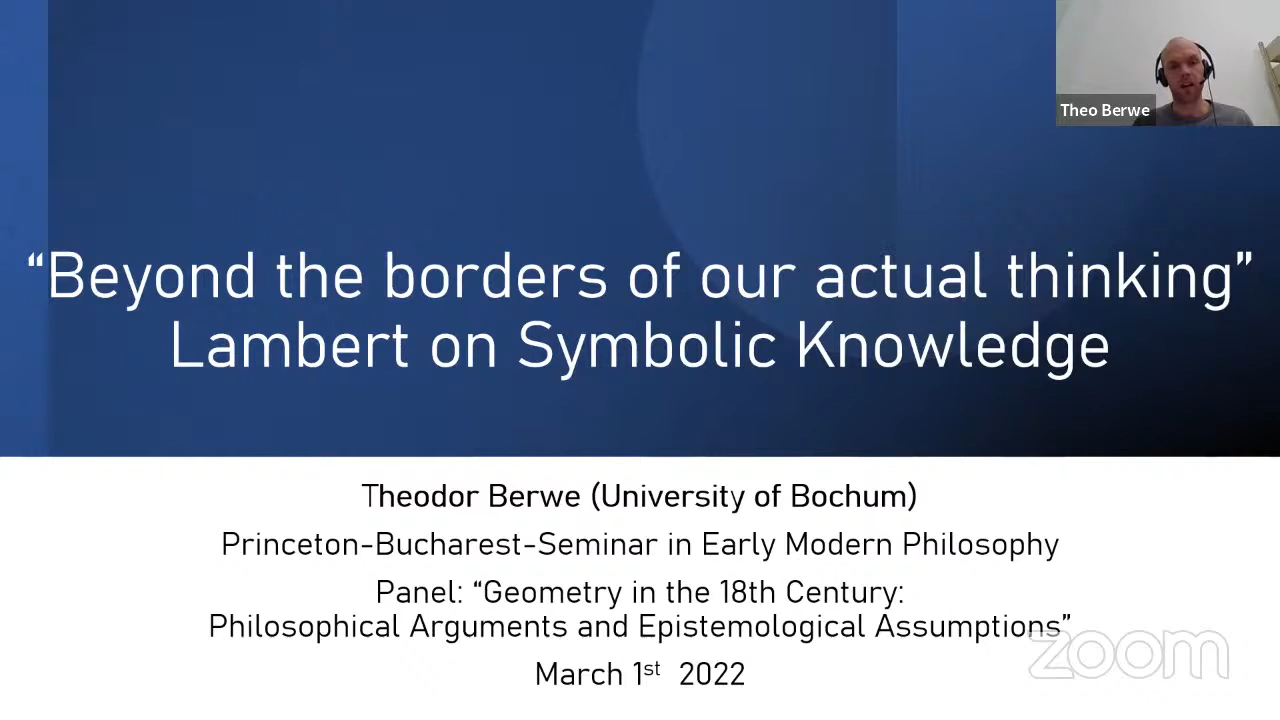 Theo Berwe
“Beyond the borders of our actual thinking”
Lambert on Symbolic Knowledge
Theodor Berwe (University of Bochum)
Princeton-Bucharest-Seminar in Early Modern Philosophy
Panel: “Geometry in the 18th Century:
Philosophical Arguments and Epistemological Assumptions”
March 1st 2022
zoom